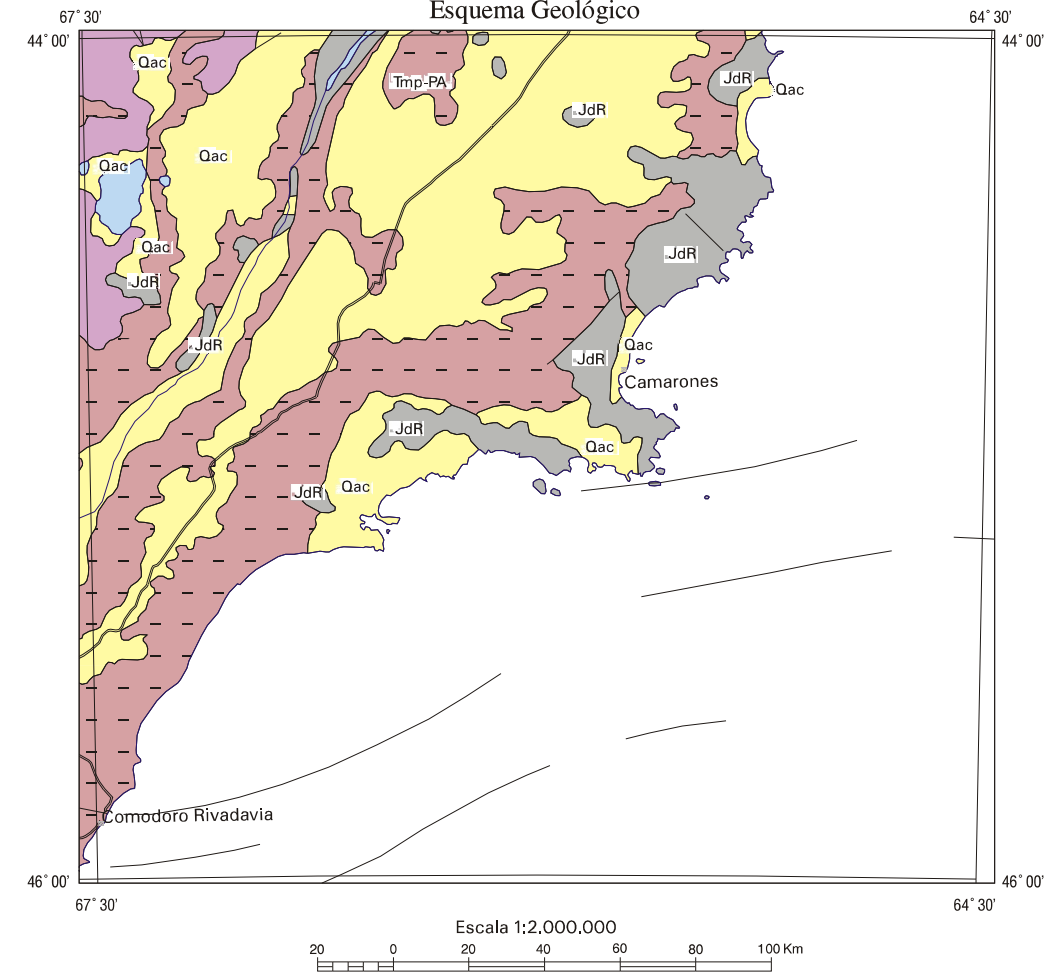 Esquema Geológico
67° 30'
64° 30'
44° 00'
44° 00'
Qac
Tmp-PA
JdR
Qac
JdR
Qac
Qac
Qac
JdR
JdR
JdR
Qac
JdR
Camarones
JdR
Qac
JdR
Qac
Comodoro Rivadavia
46° 00'
46° 00'
67° 30'
64° 30'
Escala 1:2.000.000
20 0 20 40 60 80 100 Km